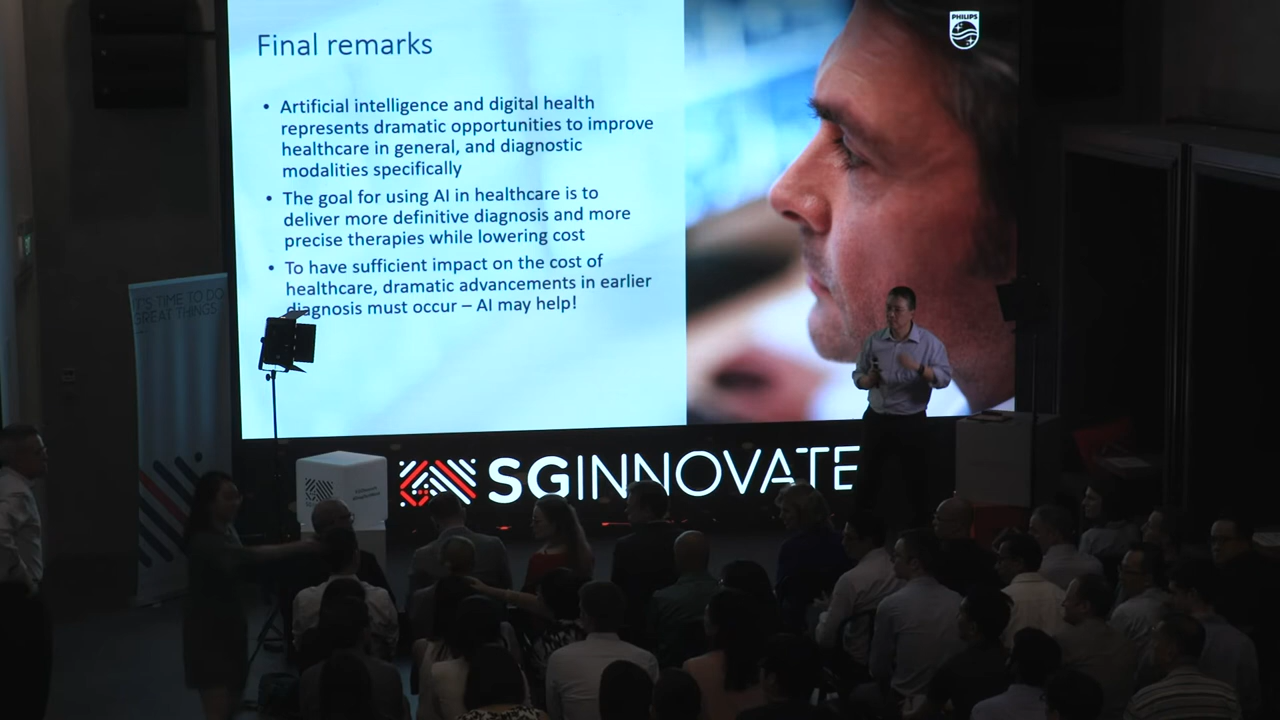 PHILIPS
Final remarks
• Artificial intelligence and digital health
represents dramatic opportunities to improve
healthcare in general, and diagnostic
modalities specifically
• The goal for using AI in healthcare is to
deliver more definitive diagnosis and more
precise therapies while lowering cost
• To have sufficient impact on the cost of
healthcare, dramatic advancements in earlier
diagnosis must occur – AI may help!
IT'S TIME TO DO
GREAT THINGS
SGINNOVATE